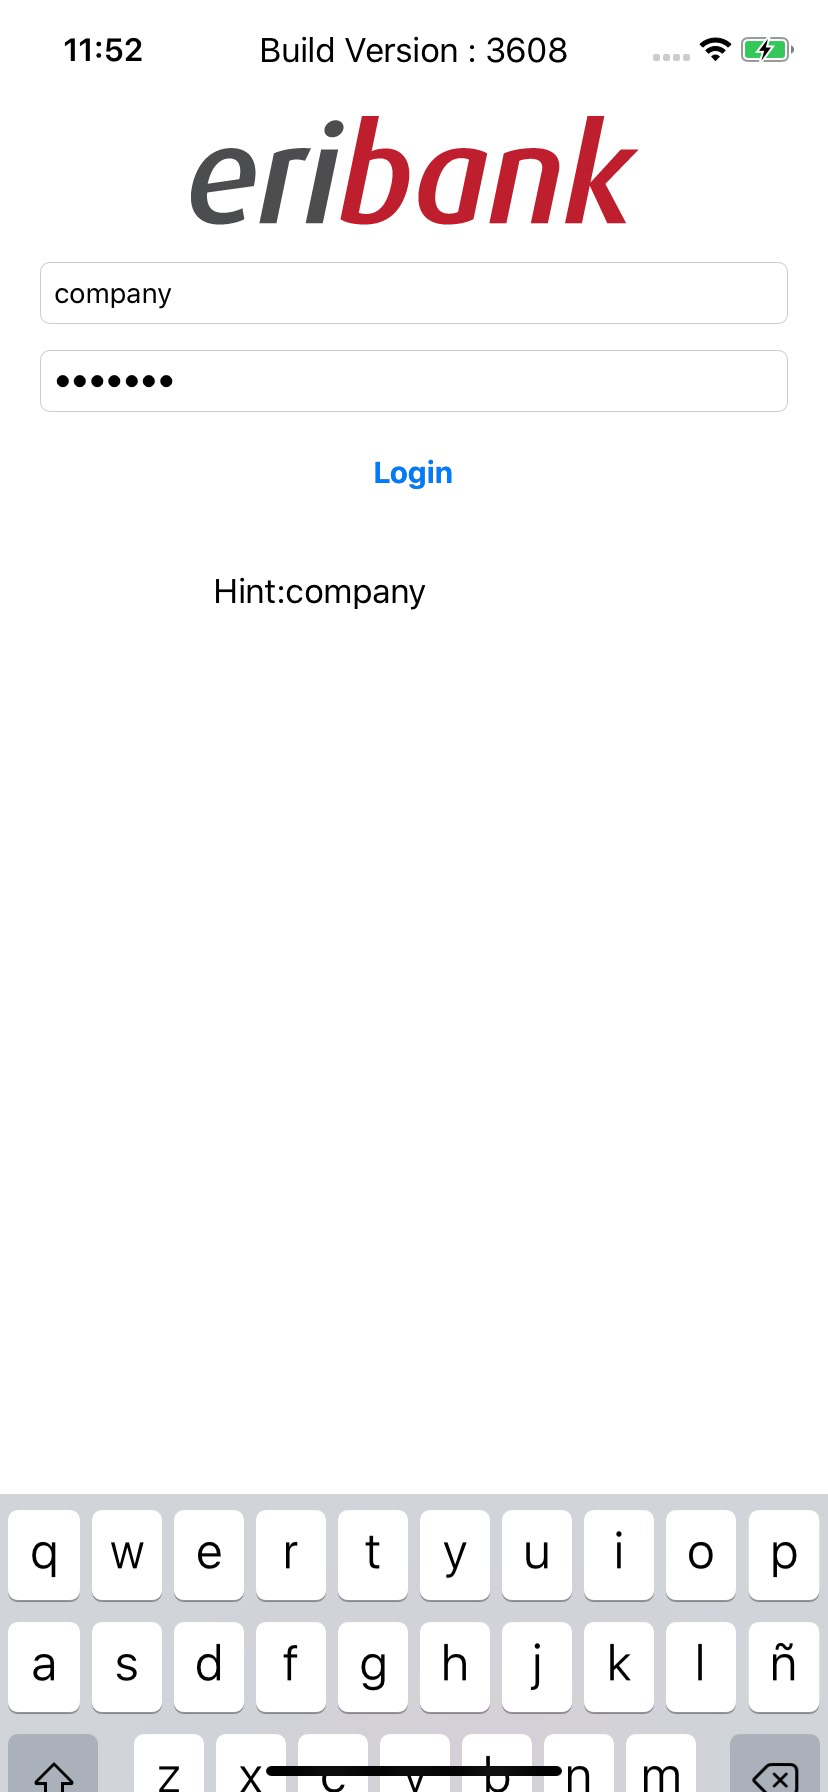 11:52 Build Version : 3608
eribank
company
•••••••
Login
Hint:company
q w e r t y u i o p
a s d f g h j k l ñ
z x c v b n m